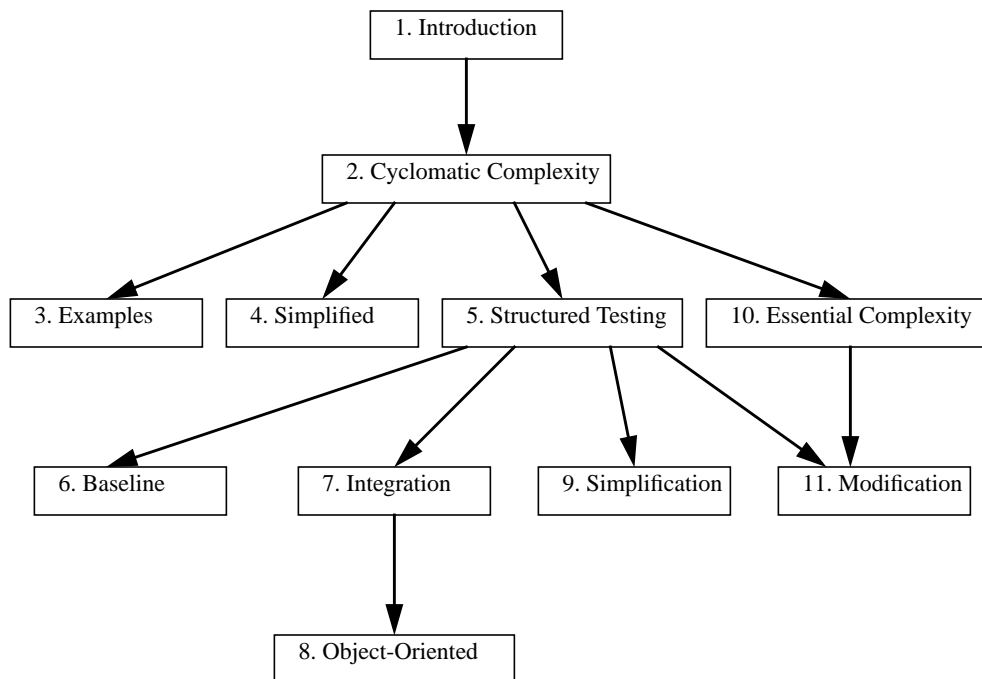 1. Introduction
2. Cyclomatic Complexity
3. Examples
4. Simplified
5. Structured Testing
10. Essential Complexity
6. Baseline
7. Integration
9. Simplification
11. Modification
8. Object-Oriented